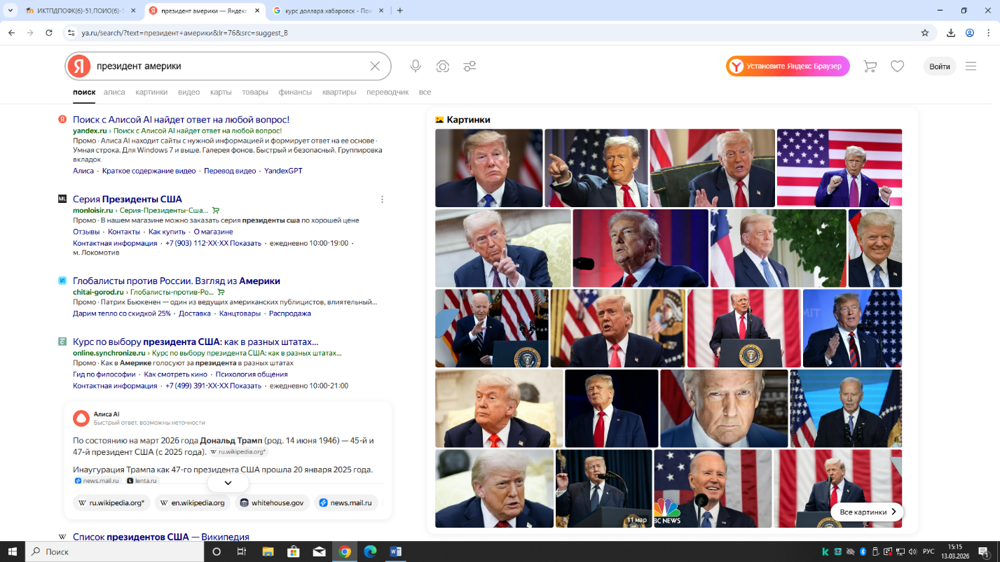 ИКТПДПОФК(6)-51,ПОИО(6)-5
президент америки — Яндекс
курс доллара хабаровск - Пои
ya.ru/search/?text=президент+америки&lr=76&src=suggest_B
Я президент америки
Установите Яндекс Браузер
Войти
поиск алиса картинки видео карты товары финансы квартиры переводчик все
Поиск с Алисой AI найдет ответ на любой вопрос!
yandex.ru › Поиск с Алисой AI найдет ответ на любой вопрос!
Промо · Алиса AI находит сайты с нужной информацией и формирует ответ на ее основе ·
Умная строка. Для Windows 7 и выше. Галерея фонов. Быстрый и безопасный. Группировка
вкладок
Алиса · Краткое содержание видео · Перевод видео · YandexGPT
ML Серия Президенты США
monloisir.ru › Серия-Президенты-Сша...
Промо · В нашем магазине можно заказать серия президенты сша по хорошей цене
Отзывы · Контакты · Как купить · О магазине
Контактная информация · +7 (903) 112-XX-XX Показать · ежедневно 10:00-19:00 ·
м. Локомотив
Глобалисты против России. Взгляд из Америки
chitai-gorod.ru › Глобалисты-против-Ро...
Промо · Патрик Бьюкенен — один из ведущих американских публицистов, влиятельный...
Дарим тепло со скидкой 25% · Доставка · Канцтовары · Распродажа
Курс по выбору президента США: как в разных штатах...
online.synchronize.ru › Курс по выбору президента США: как в разных штатах...
Промо · Как в Америке голосуют за президента в разных штатах
Гид по философии · Как смотреть кино · Психология общения
Контактная информация · +7 (499) 391-XX-XX Показать · ежедневно 10:00-21:00
Алиса AI
Быстрый ответ, возможны неточности
По состоянию на март 2026 года Дональд Трамп (род. 14 июня 1946) — 45-й и
47-й президент США (с 2025 года). W ru.wikipedia.org*
Инаугурация Трампа как 47-го президента США прошла 20 января 2025 года.
news.mail.ru lenta.ru
W ru.wikipedia.org* W en.wikipedia.org whitehouse.gov news.mail.ru
W Список президентов США — Википедия
Картинки
11 мар
BC NEWS
Все картинки
Поиск
РУС
15:15
13.03.2026
1